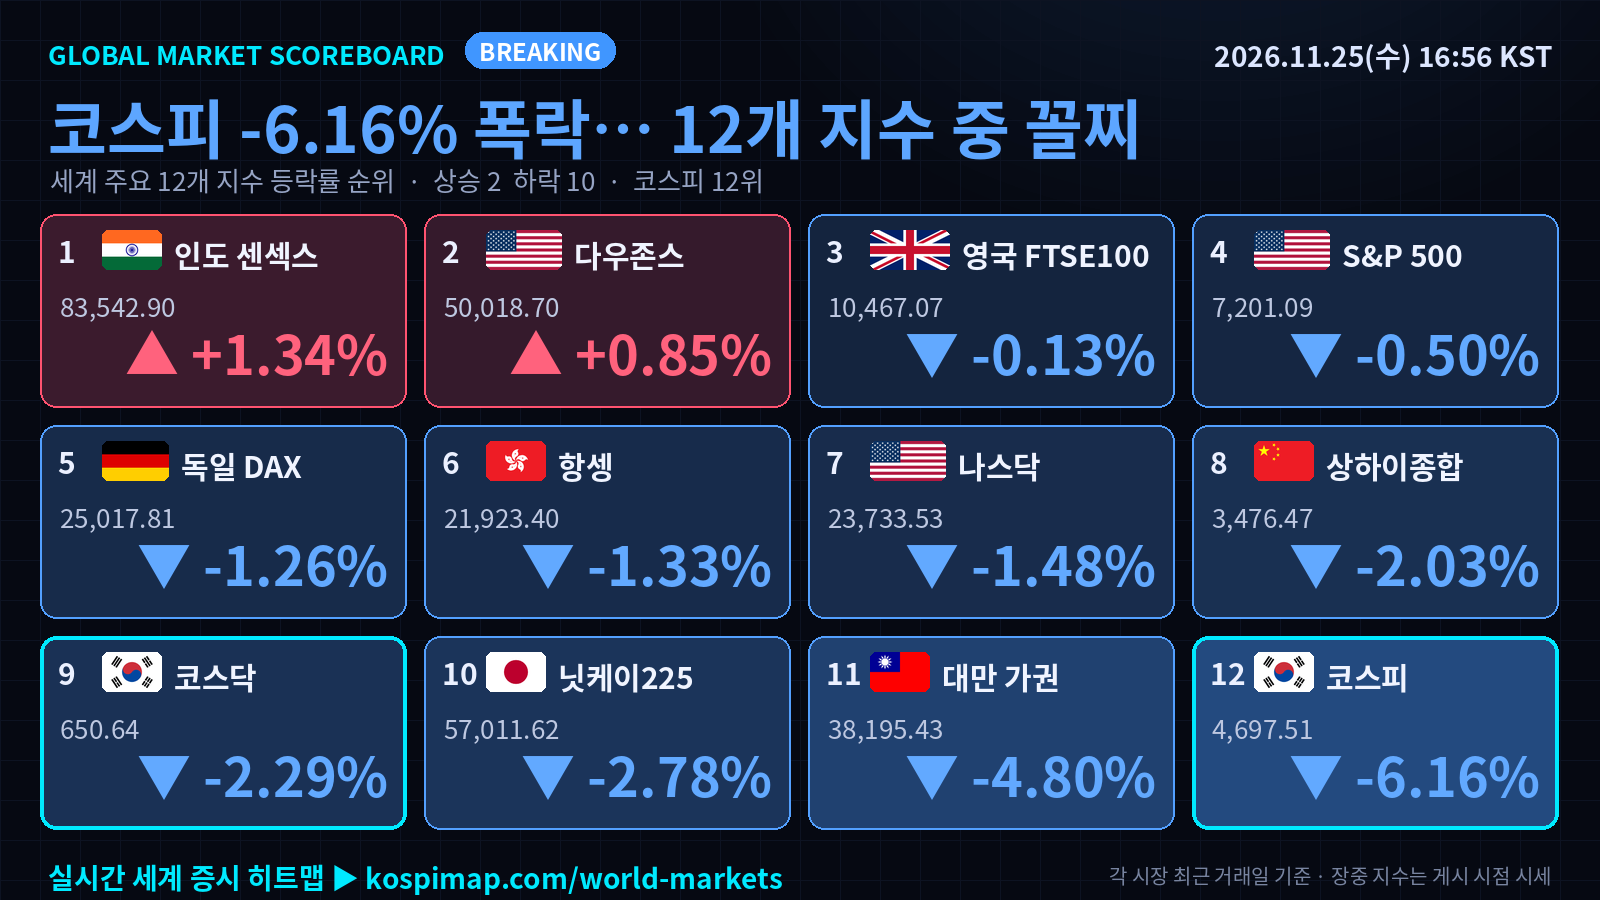 GLOBAL MARKET SCOREBOARD BREAKING 2026.11.25(수) 16:56 KST
코스피 -6.16% 폭락… 12개 지수 중 꼴찌
세계 주요 12개 지수 등락률 순위 · 상승 2 하락 10 · 코스피 12위
1 인도 센섹스
83,542.90
▲ +1.34%
2 다우존스
50,018.70
▲ +0.85%
3 영국 FTSE100
10,467.07
▼ -0.13%
4 S&P 500
7,201.09
▼ -0.50%
5 독일 DAX
25,017.81
▼ -1.26%
6 항셍
21,923.40
▼ -1.33%
7 나스닥
23,733.53
▼ -1.48%
8 상하이종합
3,476.47
▼ -2.03%
9 코스닥
650.64
▼ -2.29%
10 닛케이225
57,011.62
▼ -2.78%
11 대만 가권
38,195.43
▼ -4.80%
12 코스피
4,697.51
▼ -6.16%
실시간 세계 증시 히트맵 ▶ kospimap.com/world-markets
각 시장 최근 거래일 기준 · 장중 지수는 게시 시점 시세